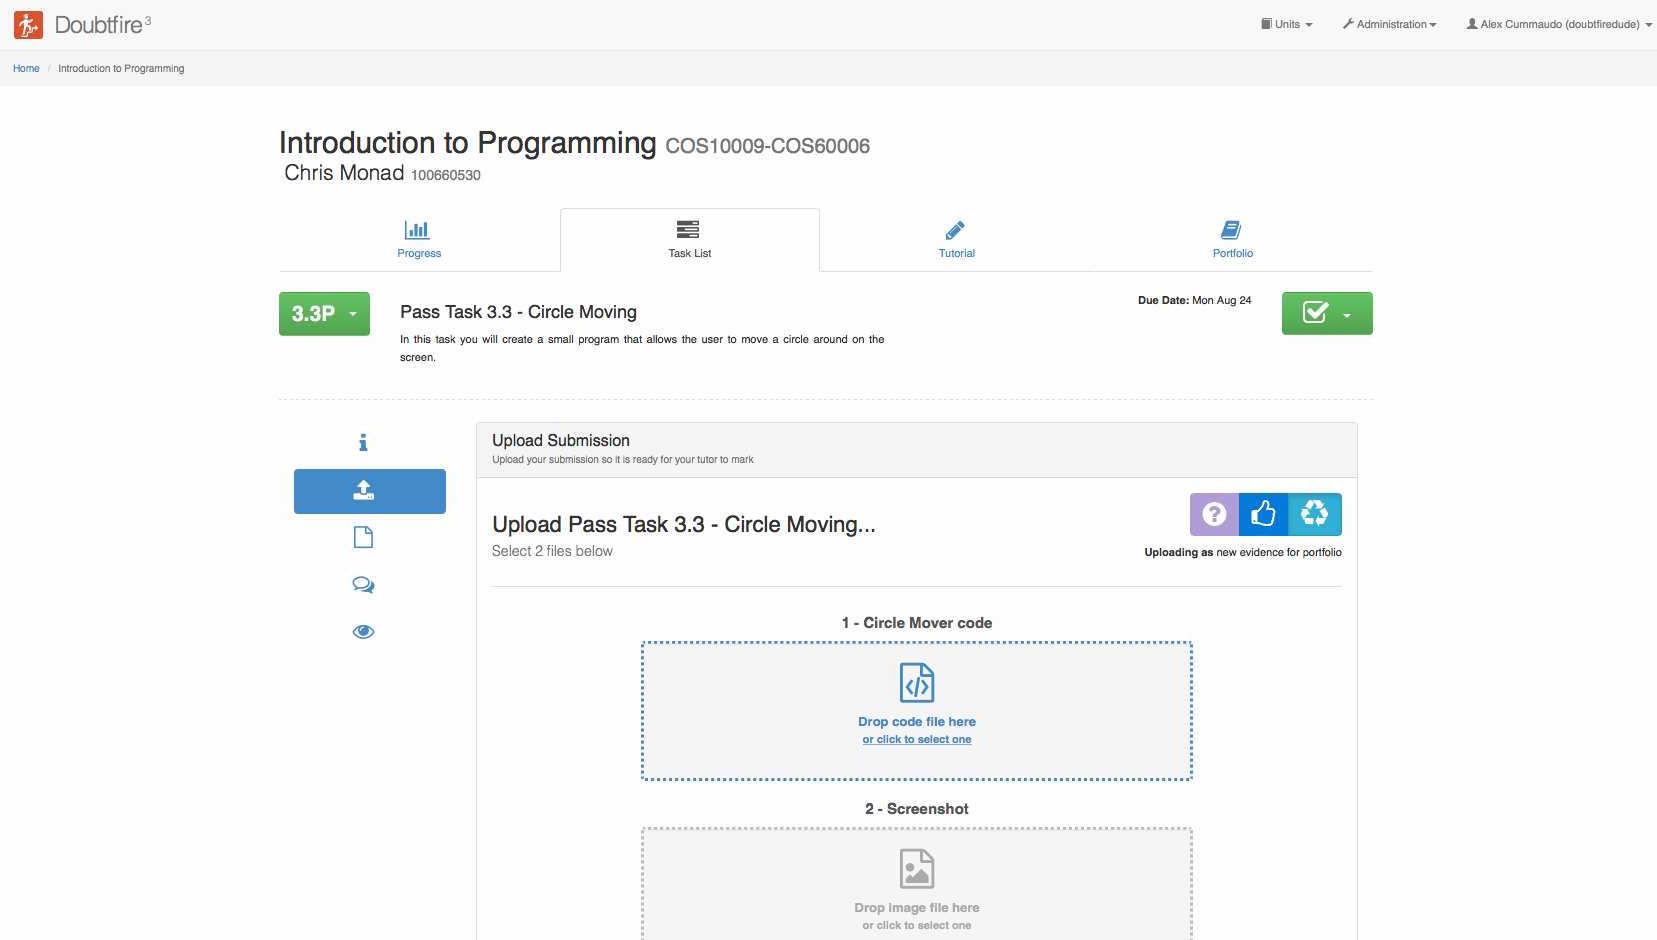 Doubtfire 3
Units
Administration
Alex Cummaudo (doubtfiredude)
Home / Introduction to Programming
Introduction to Programming COS10009-COS60006
Chris Monad 100660530
Progress
Task List
Tutorial
Portfolio
3.3P
Pass Task 3.3 - Circle Moving
Due Date: Mon Aug 24
In this task you will create a small program that allows the user to move a circle around on the
screen.
Upload Submission
Upload your submission so it is ready for your tutor to mark
Upload Pass Task 3.3 - Circle Moving...
Select 2 files below
Uploading as new evidence for portfolio
1 - Circle Mover code
Drop code file here
or click to select one
2 - Screenshot
Drop image file here
or click to select one